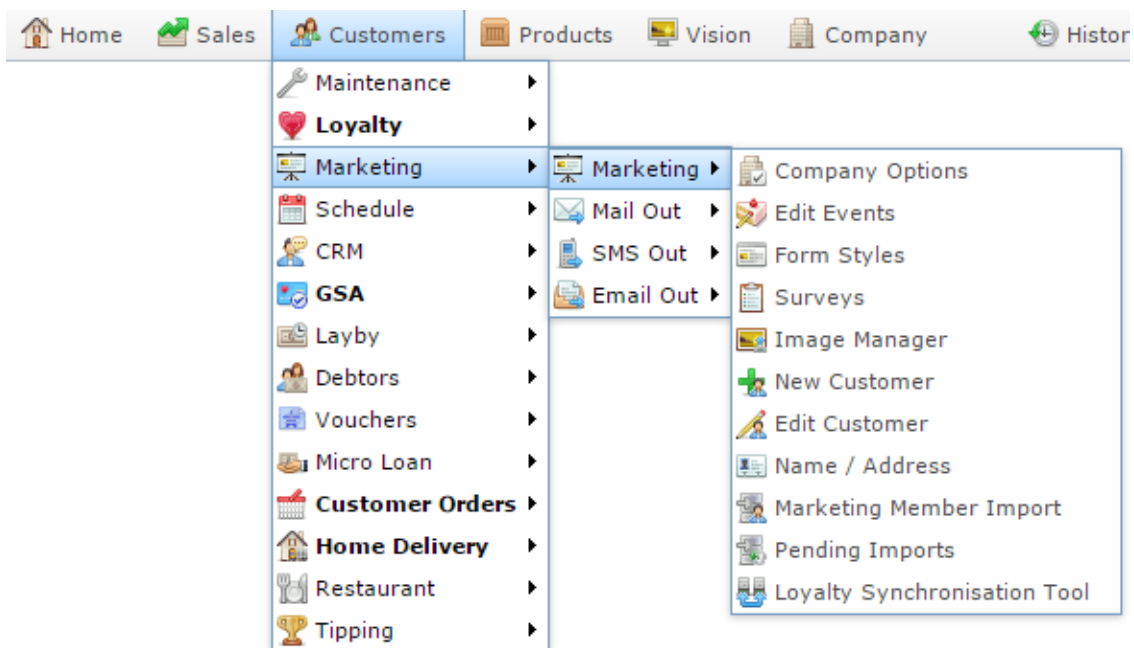 Home Sales Customers Products Vision Company Histor
Maintenance
Loyalty
Marketing
Schedule
CRM
GSA
Layby
Debtors
Vouchers
Micro Loan
Customer Orders
Home Delivery
Restaurant
Tipping
Marketing
Mail Out
SMS Out
Email Out
Company Options
Edit Events
Form Styles
Surveys
Image Manager
New Customer
Edit Customer
Name / Address
Marketing Member Import
Pending Imports
Loyalty Synchronisation Tool